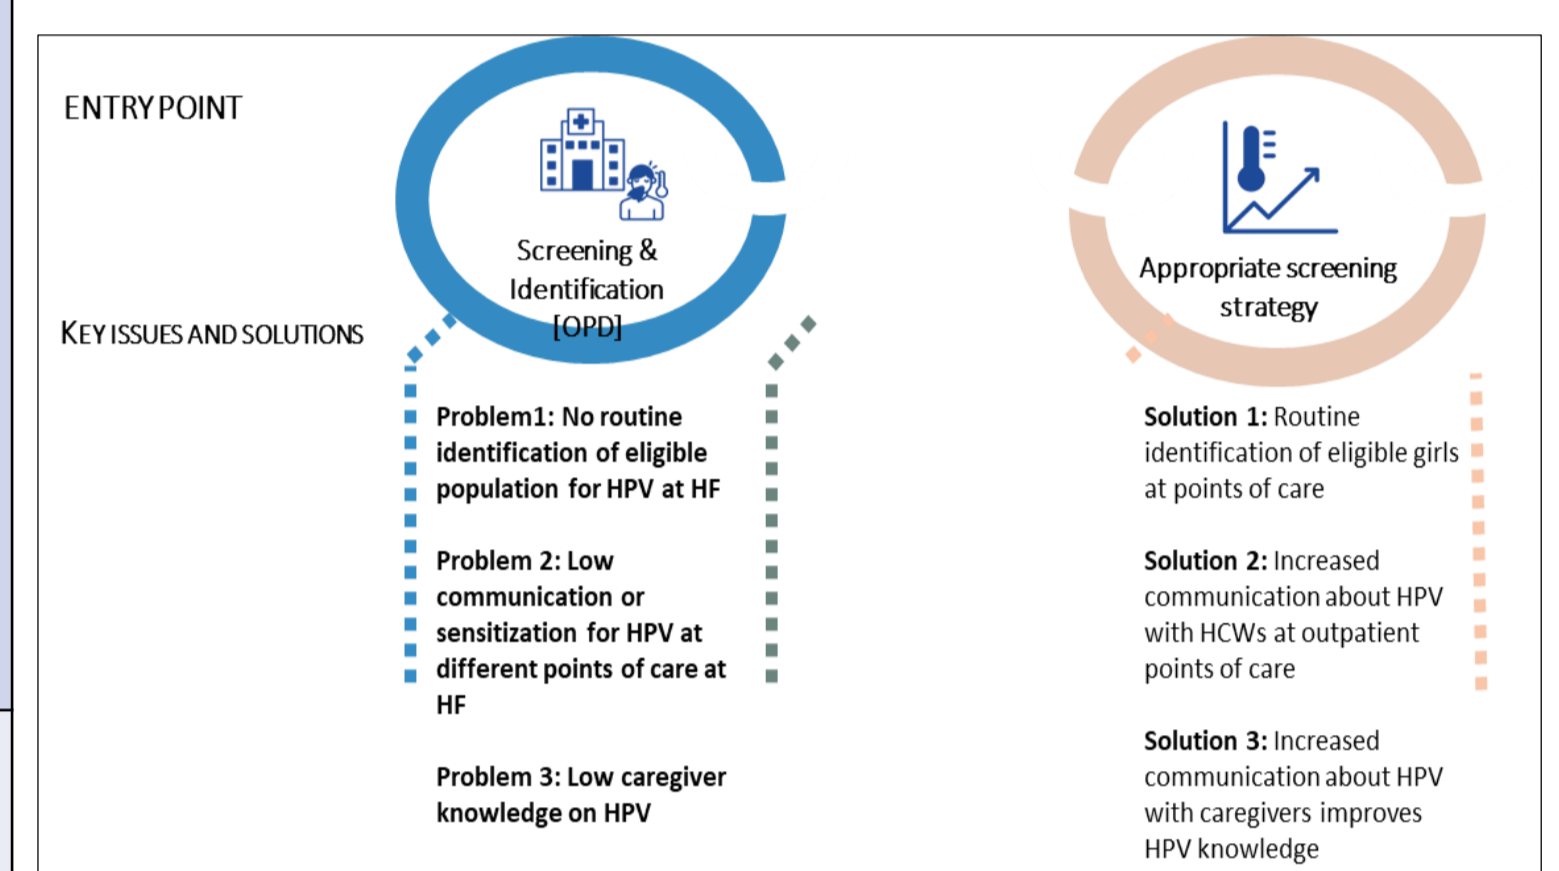 ENTRY POINT
Screening &
Identification
[OPD]
Appropriate screening
strategy
KEY ISSUES AND SOLUTIONS
Problem1: No routine
identification of eligible
population for HPV at HF
Problem 2: Low
communication or
sensitization for HPV at
different points of care at
HF
Problem 3: Low caregiver
knowledge on HPV
Solution 1: Routine
identification of eligible girls
at points of care
Solution 2: Increased
communication about HPV
with HCWs at outpatient
points of care
Solution 3: Increased
communication about HPV
with caregivers improves
HPV knowledge